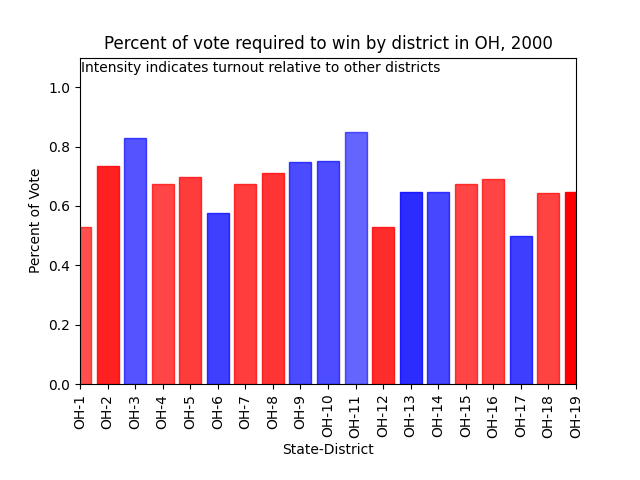 Percent of vote required to win by district in OH, 2000
Intensity indicates turnout relative to other districts
1.0
0.8
0.6
0.4
0.2
0.0
Percent of Vote
OH-1
OH-2
OH-3
OH-4
OH-5
OH-6
OH-7
OH-8
OH-9
OH-10
OH-11
OH-12
OH-13
OH-14
OH-15
OH-16
OH-17
OH-18
OH-19
State-District